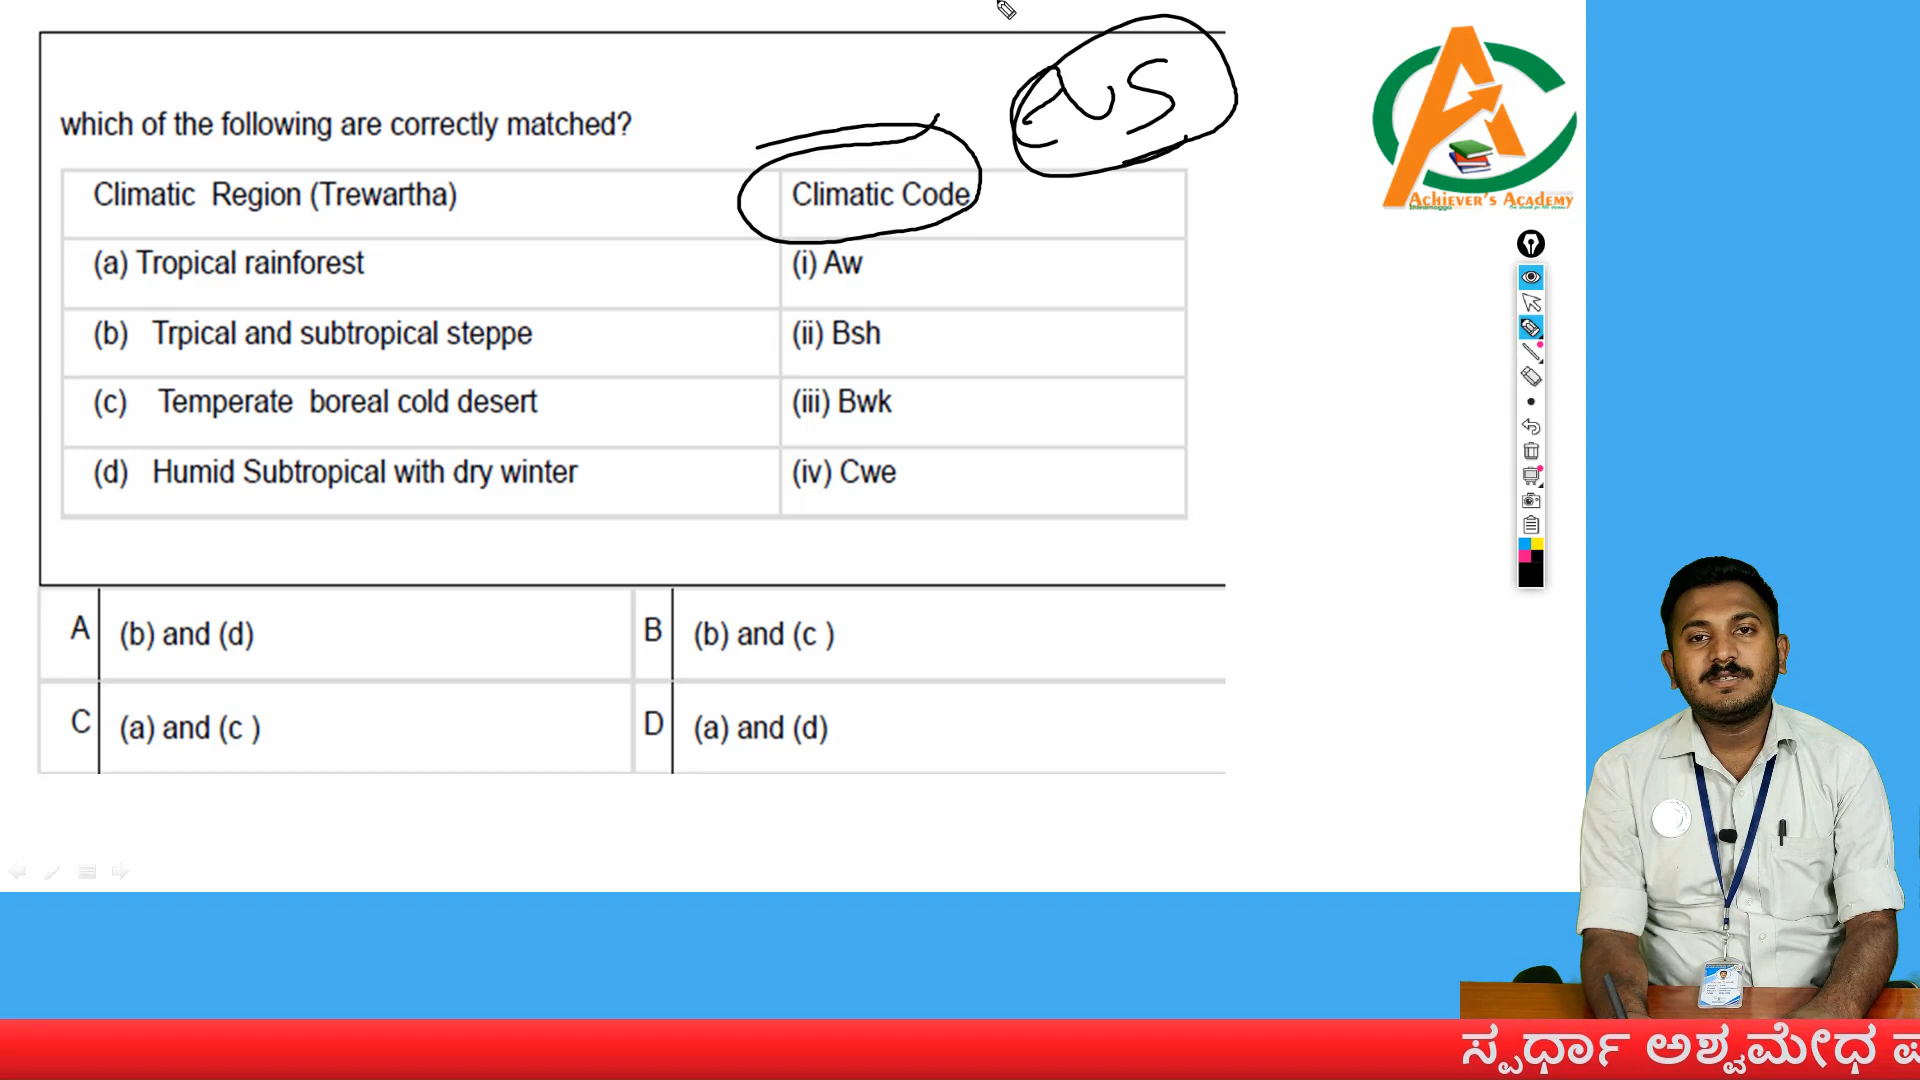 which of the following are correctly matched?
Climatic Region (Trewartha) Climatic Code
(a) Tropical rainforest (i) Aw
(b) Trpical and subtropical steppe (ii) Bsh
(c) Temperate boreal cold desert (iii) Bwk
(d) Humid Subtropical with dry winter (iv) Cwe
A (b) and (d) B (b) and (c )
C (a) and (c ) D (a) and (d)
ACHIEVER'S ACADEMY
Shivamogga
ಸ್ಪರ್ಧಾ ಅಶ್ವಮೇಧ